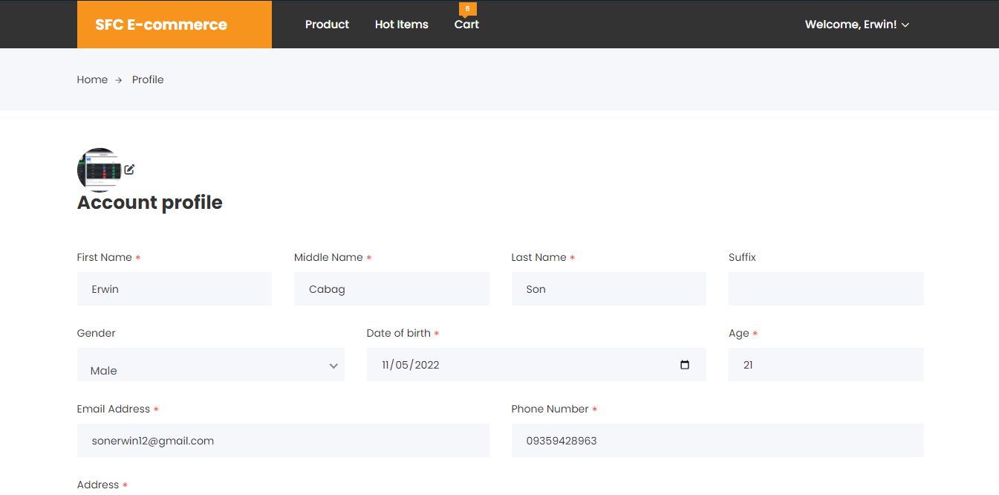 5
SFC E-commerce Product Hot Items Cart Welcome, Erwin!
Home → Profile
Account profile
First Name * Middle Name * Last Name * Suffix
Erwin Cabag Son
Gender Date of birth * Age *
Male 11/05/2022 21
Email Address * Phone Number *
sonerwin12@gmail.com 09359428963
Address *